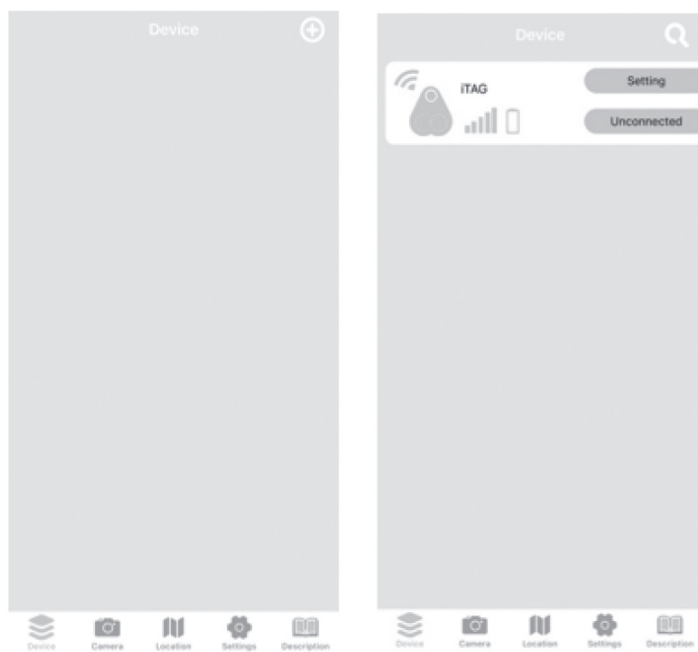 Device
Device
iTAG
Setting
Unconnected
Device Camera Location Settings Description
Device Camera Location Settings Description